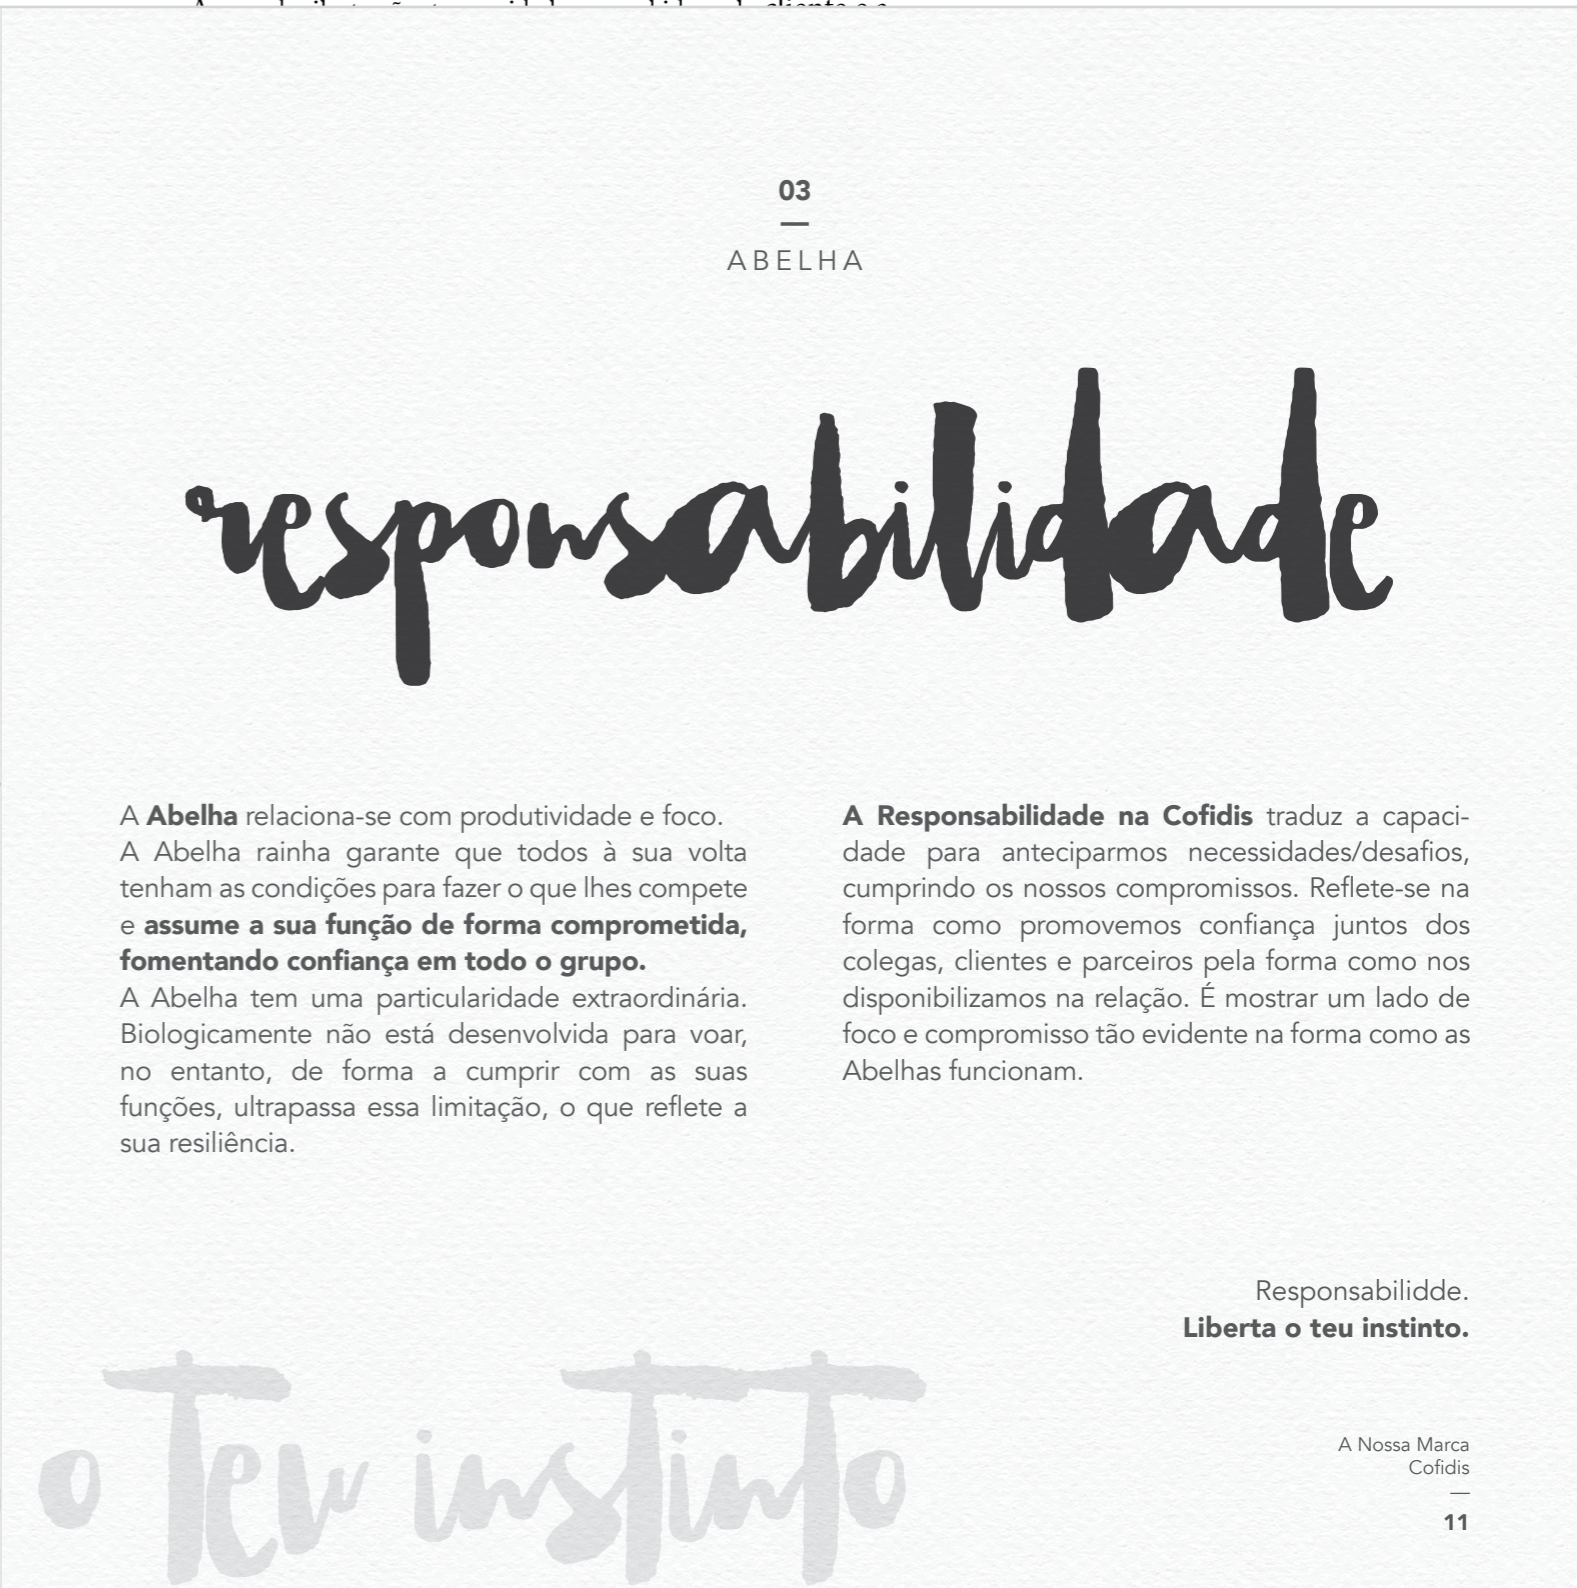 03
—
ABELHA
responsabilidade
A Abelha relaciona-se com produtividade e foco.
A Abelha rainha garante que todos à sua volta
tenham as condições para fazer o que lhes compete
e assume a sua função de forma comprometida,
fomentando confiança em todo o grupo.
A Abelha tem uma particularidade extraordinária.
Biologicamente não está desenvolvida para voar,
no entanto, de forma a cumprir com as suas
funções, ultrapassa essa limitação, o que reflete a
sua resiliência.
A Responsabilidade na Cofidis traduz a capaci-
dade para anteciparmos necessidades/desafios,
cumprindo os nossos compromissos. Reflete-se na
forma como promovemos confiança juntos dos
colegas, clientes e parceiros pela forma como nos
disponibilizamos na relação. É mostrar um lado de
foco e compromisso tão evidente na forma como as
Abelhas funcionam.
Responsabilidde.
Liberta o teu instinto.
o Teu insTinTo
A Nossa Marca
Cofidis
—
11